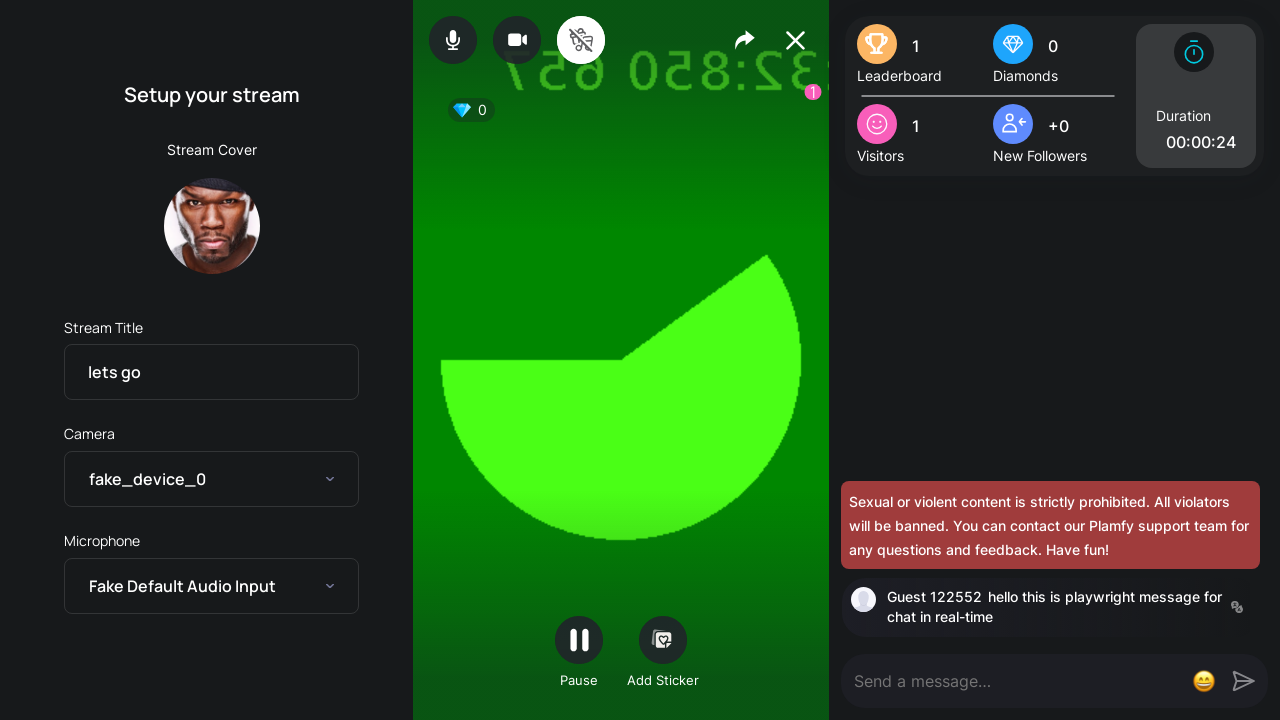 Setup your stream
Stream Cover
Stream Title
lets go
Camera
fake_device_0
Microphone
Fake Default Audio Input
32:850 657
1
0
Pause
Add Sticker
1
Leaderboard
0
Diamonds
1
Visitors
+0
New Followers
Duration
00:00:24
Sexual or violent content is strictly prohibited. All violators
will be banned. You can contact our Plamfy support team for
any questions and feedback. Have fun!
Guest 122552 hello this is playwright message for
chat in real-time
Send a message...